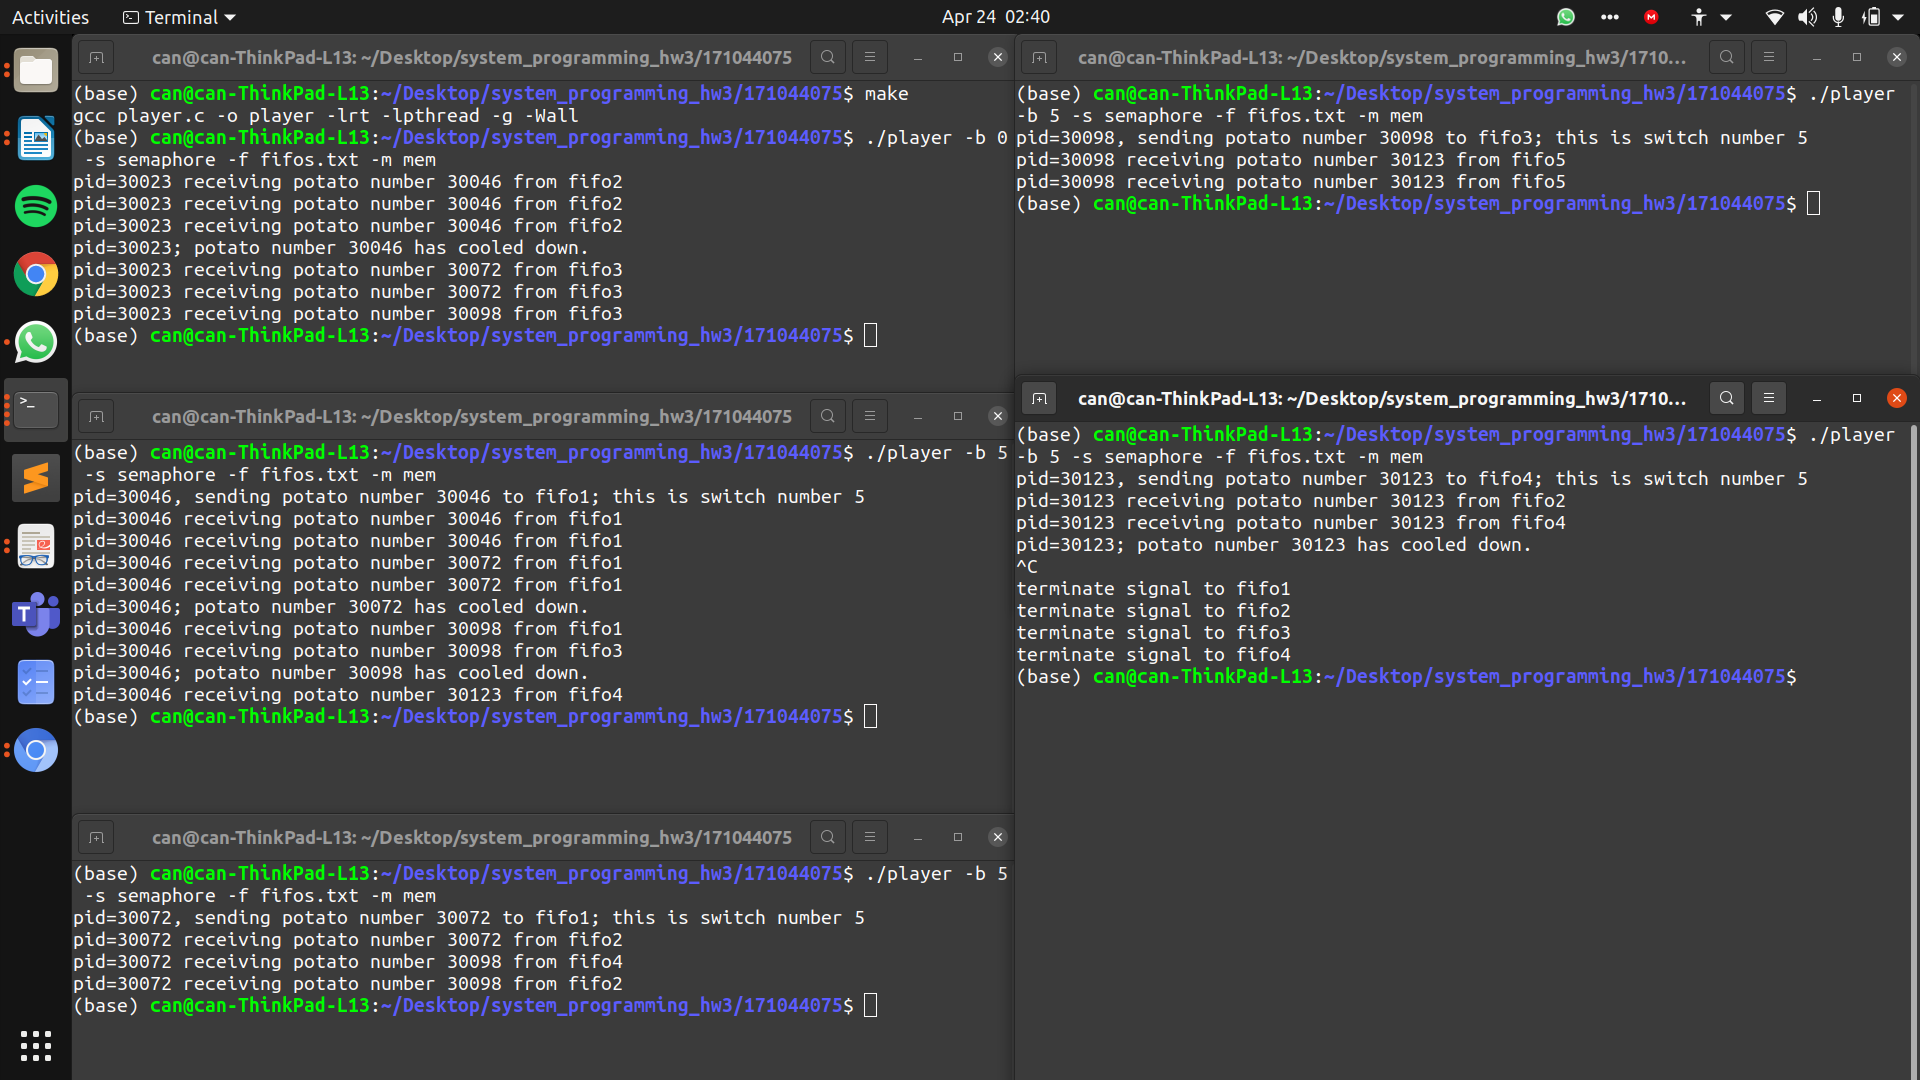 Activities Terminal Apr 24 02:40
can@can-ThinkPad-L13: ~/Desktop/system_programming_hw3/171044075
(base) can@can-ThinkPad-L13:~/Desktop/system_programming_hw3/171044075$ make
gcc player.c -o player -lrt -lpthread -g -Wall
(base) can@can-ThinkPad-L13:~/Desktop/system_programming_hw3/171044075$ ./player -b 0
 -s semaphore -f fifos.txt -m mem
pid=30023 receiving potato number 30046 from fifo2
pid=30023 receiving potato number 30046 from fifo2
pid=30023 receiving potato number 30046 from fifo2
pid=30023; potato number 30046 has cooled down.
pid=30023 receiving potato number 30072 from fifo3
pid=30023 receiving potato number 30072 from fifo3
pid=30023 receiving potato number 30098 from fifo3
(base) can@can-ThinkPad-L13:~/Desktop/system_programming_hw3/171044075$
can@can-ThinkPad-L13: ~/Desktop/system_programming_hw3/171044075
(base) can@can-ThinkPad-L13:~/Desktop/system_programming_hw3/171044075$ ./player -b 5
 -s semaphore -f fifos.txt -m mem
pid=30046, sending potato number 30046 to fifo1; this is switch number 5
pid=30046 receiving potato number 30046 from fifo1
pid=30046 receiving potato number 30046 from fifo1
pid=30046 receiving potato number 30072 from fifo1
pid=30046 receiving potato number 30072 from fifo1
pid=30046; potato number 30072 has cooled down.
pid=30046 receiving potato number 30098 from fifo1
pid=30046 receiving potato number 30098 from fifo3
pid=30046; potato number 30098 has cooled down.
pid=30046 receiving potato number 30123 from fifo4
(base) can@can-ThinkPad-L13:~/Desktop/system_programming_hw3/171044075$
can@can-ThinkPad-L13: ~/Desktop/system_programming_hw3/171044075
(base) can@can-ThinkPad-L13:~/Desktop/system_programming_hw3/171044075$ ./player -b 5
 -s semaphore -f fifos.txt -m mem
pid=30072, sending potato number 30072 to fifo1; this is switch number 5
pid=30072 receiving potato number 30072 from fifo2
pid=30072 receiving potato number 30098 from fifo4
pid=30072 receiving potato number 30098 from fifo2
(base) can@can-ThinkPad-L13:~/Desktop/system_programming_hw3/171044075$
can@can-ThinkPad-L13: ~/Desktop/system_programming_hw3/1710...
(base) can@can-ThinkPad-L13:~/Desktop/system_programming_hw3/171044075$ ./player
-b 5 -s semaphore -f fifos.txt -m mem
pid=30098, sending potato number 30098 to fifo3; this is switch number 5
pid=30098 receiving potato number 30123 from fifo5
pid=30098 receiving potato number 30123 from fifo5
(base) can@can-ThinkPad-L13:~/Desktop/system_programming_hw3/171044075$
can@can-ThinkPad-L13: ~/Desktop/system_programming_hw3/1710...
(base) can@can-ThinkPad-L13:~/Desktop/system_programming_hw3/171044075$ ./player
-b 5 -s semaphore -f fifos.txt -m mem
pid=30123, sending potato number 30123 to fifo4; this is switch number 5
pid=30123 receiving potato number 30123 from fifo2
pid=30123 receiving potato number 30123 from fifo4
pid=30123; potato number 30123 has cooled down.
^C
terminate signal to fifo1
terminate signal to fifo2
terminate signal to fifo3
terminate signal to fifo4
(base) can@can-ThinkPad-L13:~/Desktop/system_programming_hw3/171044075$